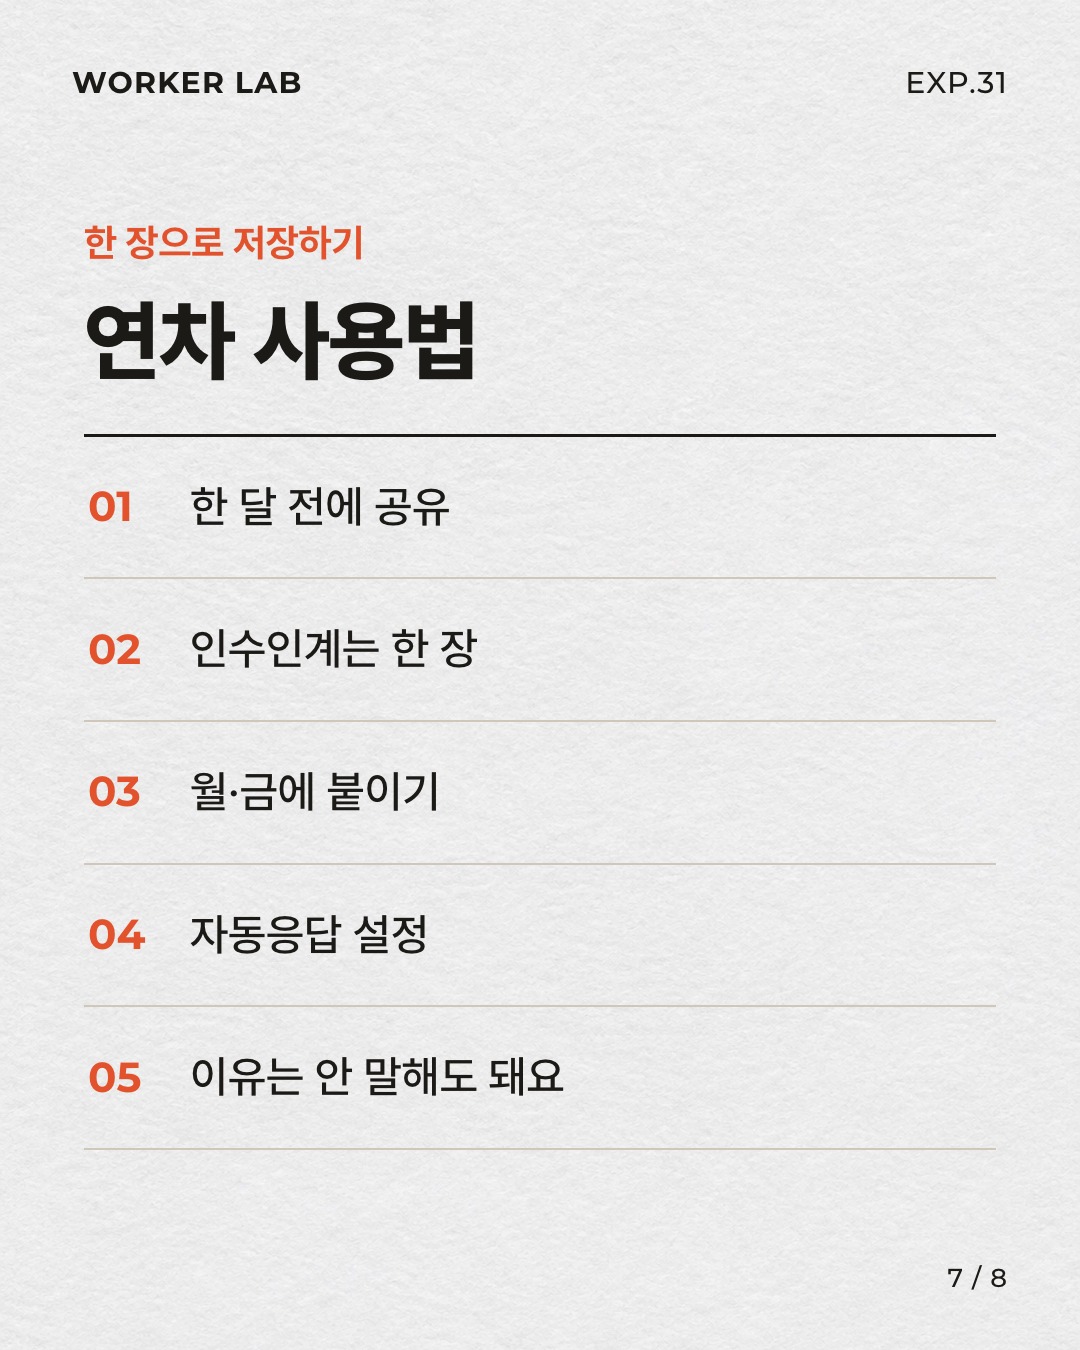 WORKER LAB
EXP.31
한 장으로 저장하기
연차 사용법
01 한 달 전에 공유
02 인수인계는 한 장
03 월·금에 붙이기
04 자동응답 설정
05 이유는 안 말해도 돼요
7 / 8